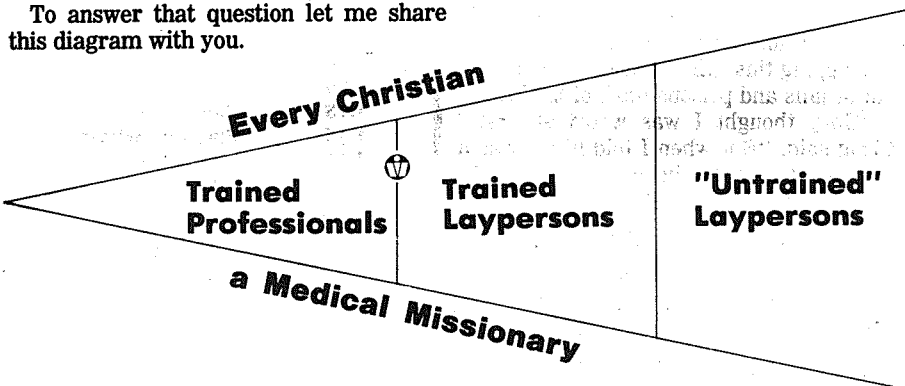 To answer that question let me share
this diagram with you.
Every Christian
Trained
Professionals
Trained
Laypersons
"Untrained"
Laypersons
a Medical Missionary